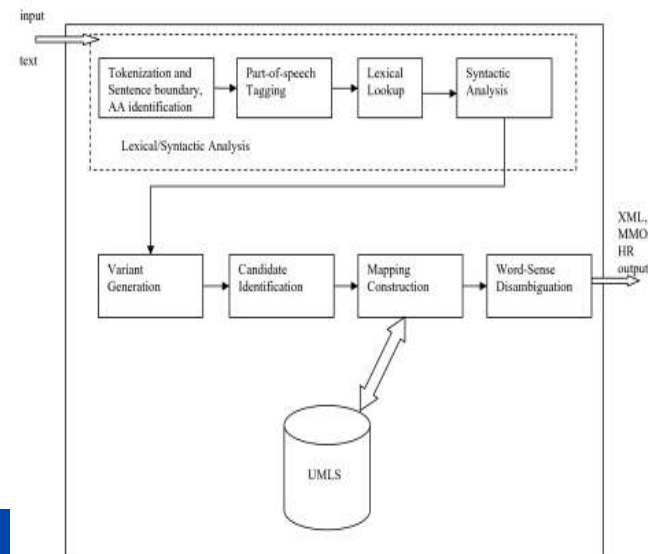 input
text
Tokenization and
Sentence boundary,
AA identification
Part-of-speech
Tagging
Lexical
Lookup
Syntactic
Analysis
Lexical/Syntactic Analysis
Variant
Generation
Candidate
Identification
Mapping
Construction
Word-Sense
Disambiguation
XML,
MMO
HR
output
UMLS